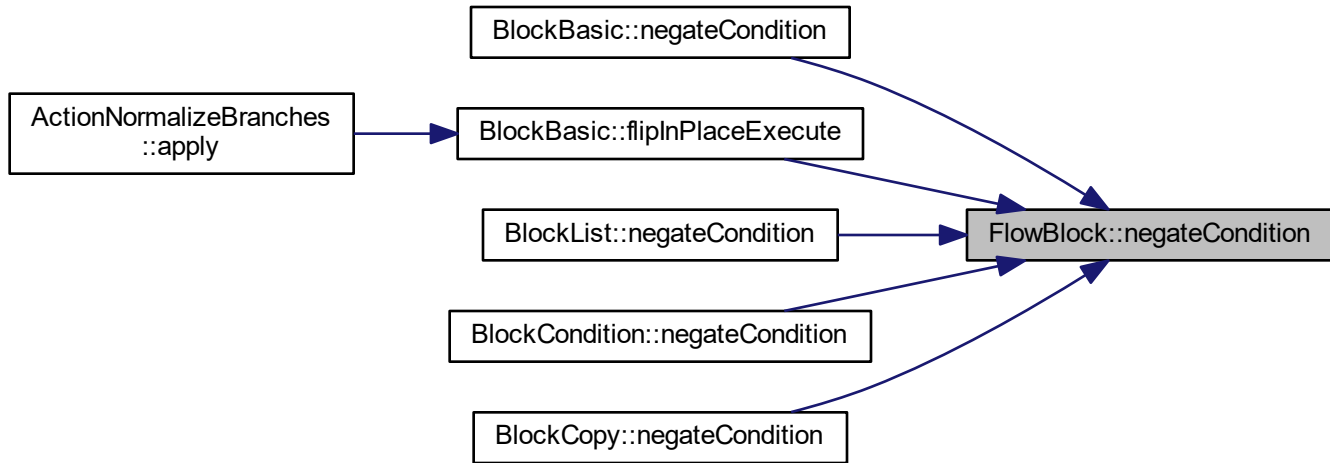 BlockBasic::negateCondition
ActionNormalizeBranches
::apply
BlockBasic::flipInPlaceExecute
BlockList::negateCondition
FlowBlock::negateCondition
BlockCondition::negateCondition
BlockCopy::negateCondition